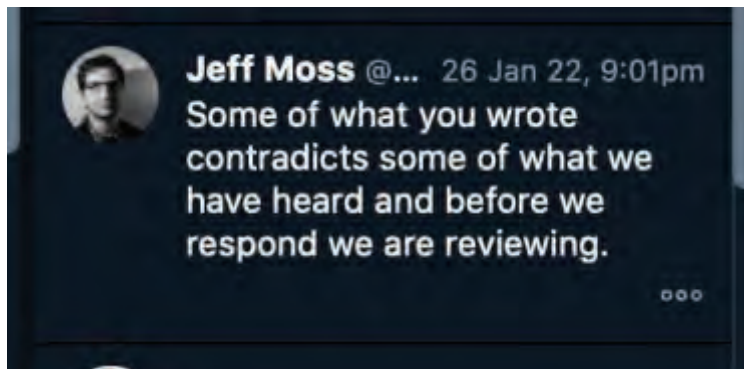 Jeff Moss @... 26 Jan 22, 9:01pm
Some of what you wrote
contradicts some of what we
have heard and before we
respond we are reviewing.